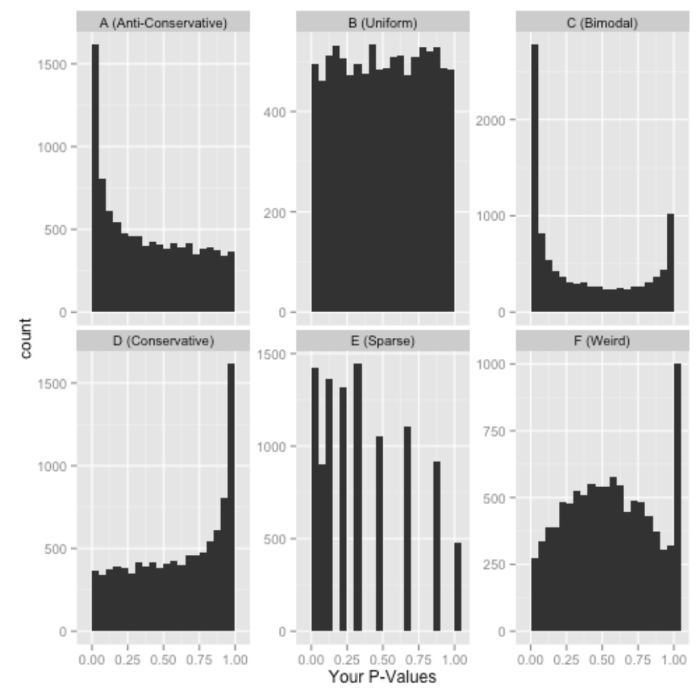 A (Anti-Conservative) B (Uniform) C (Bimodal)
1500 400 2000
1000 200 1000
500 0 0
0
count
D (Conservative) E (Sparse) F (Weird)
1500 1500 1000
1000 1000 750
500 500 500
0 0 250
0
0.00 0.25 0.50 0.75 1.00 0.00 0.25 0.50 0.75 1.00 0.00 0.25 0.50 0.75 1.00
Your P-Values